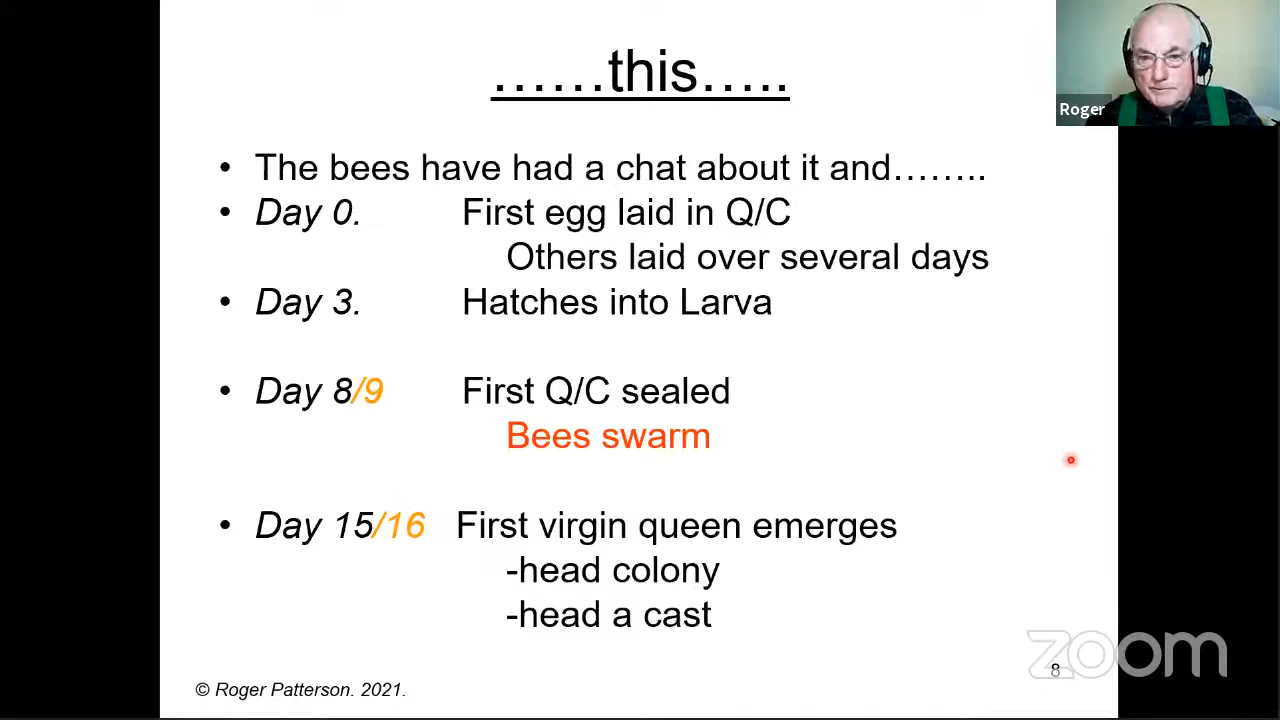 ……this…..
• The bees have had a chat about it and……..
• Day 0. First egg laid in Q/C
Others laid over several days
• Day 3. Hatches into Larva
• Day 8/9 First Q/C sealed
Bees swarm
• Day 15/16 First virgin queen emerges
-head colony
-head a cast
© Roger Patterson. 2021.
8
zoom
Roger